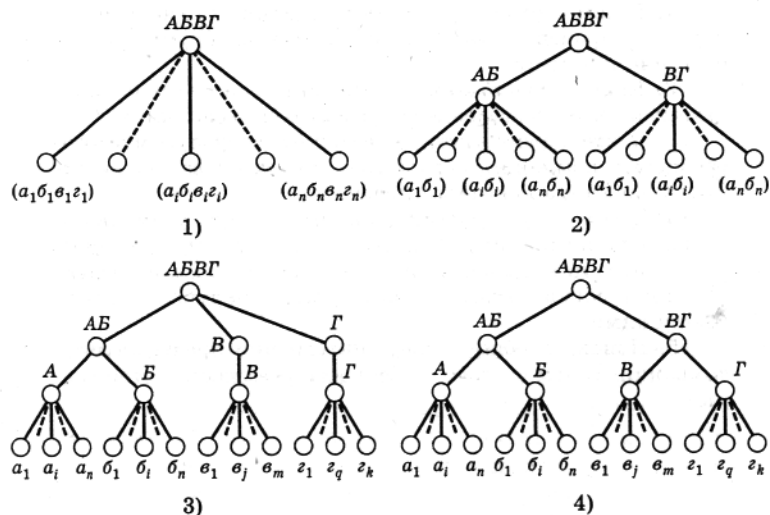 АБВГ
(а₁б₁в₁г₁) (аᵢбᵢвᵢгᵢ) (аₙбₙвₙгₙ)
1)
АБВГ
АБ ВГ
(а₁б₁) (аᵢбᵢ) (аₙбₙ) (а₁б₁) (аᵢбᵢ) (аₙбₙ)
2)
АБВГ
АБ В Г
А Б В Г
а₁ аᵢ аₙ б₁ бᵢ бₙ в₁ вⱼ вₘ г₁ г_q гₖ
3)
АБВГ
АБ ВГ
А Б В Г
а₁ аᵢ аₙ б₁ бᵢ бₙ в₁ вⱼ вₘ г₁ г_q гₖ
4)